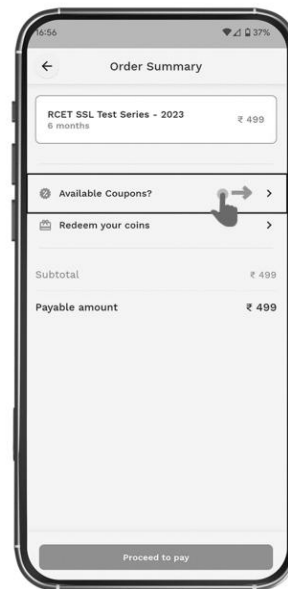 16:56 37%
Order Summary
RCET SSL Test Series - 2023 ₹ 499
6 months
Available Coupons?
Redeem your coins
Subtotal ₹ 499
Payable amount ₹ 499
Proceed to pay